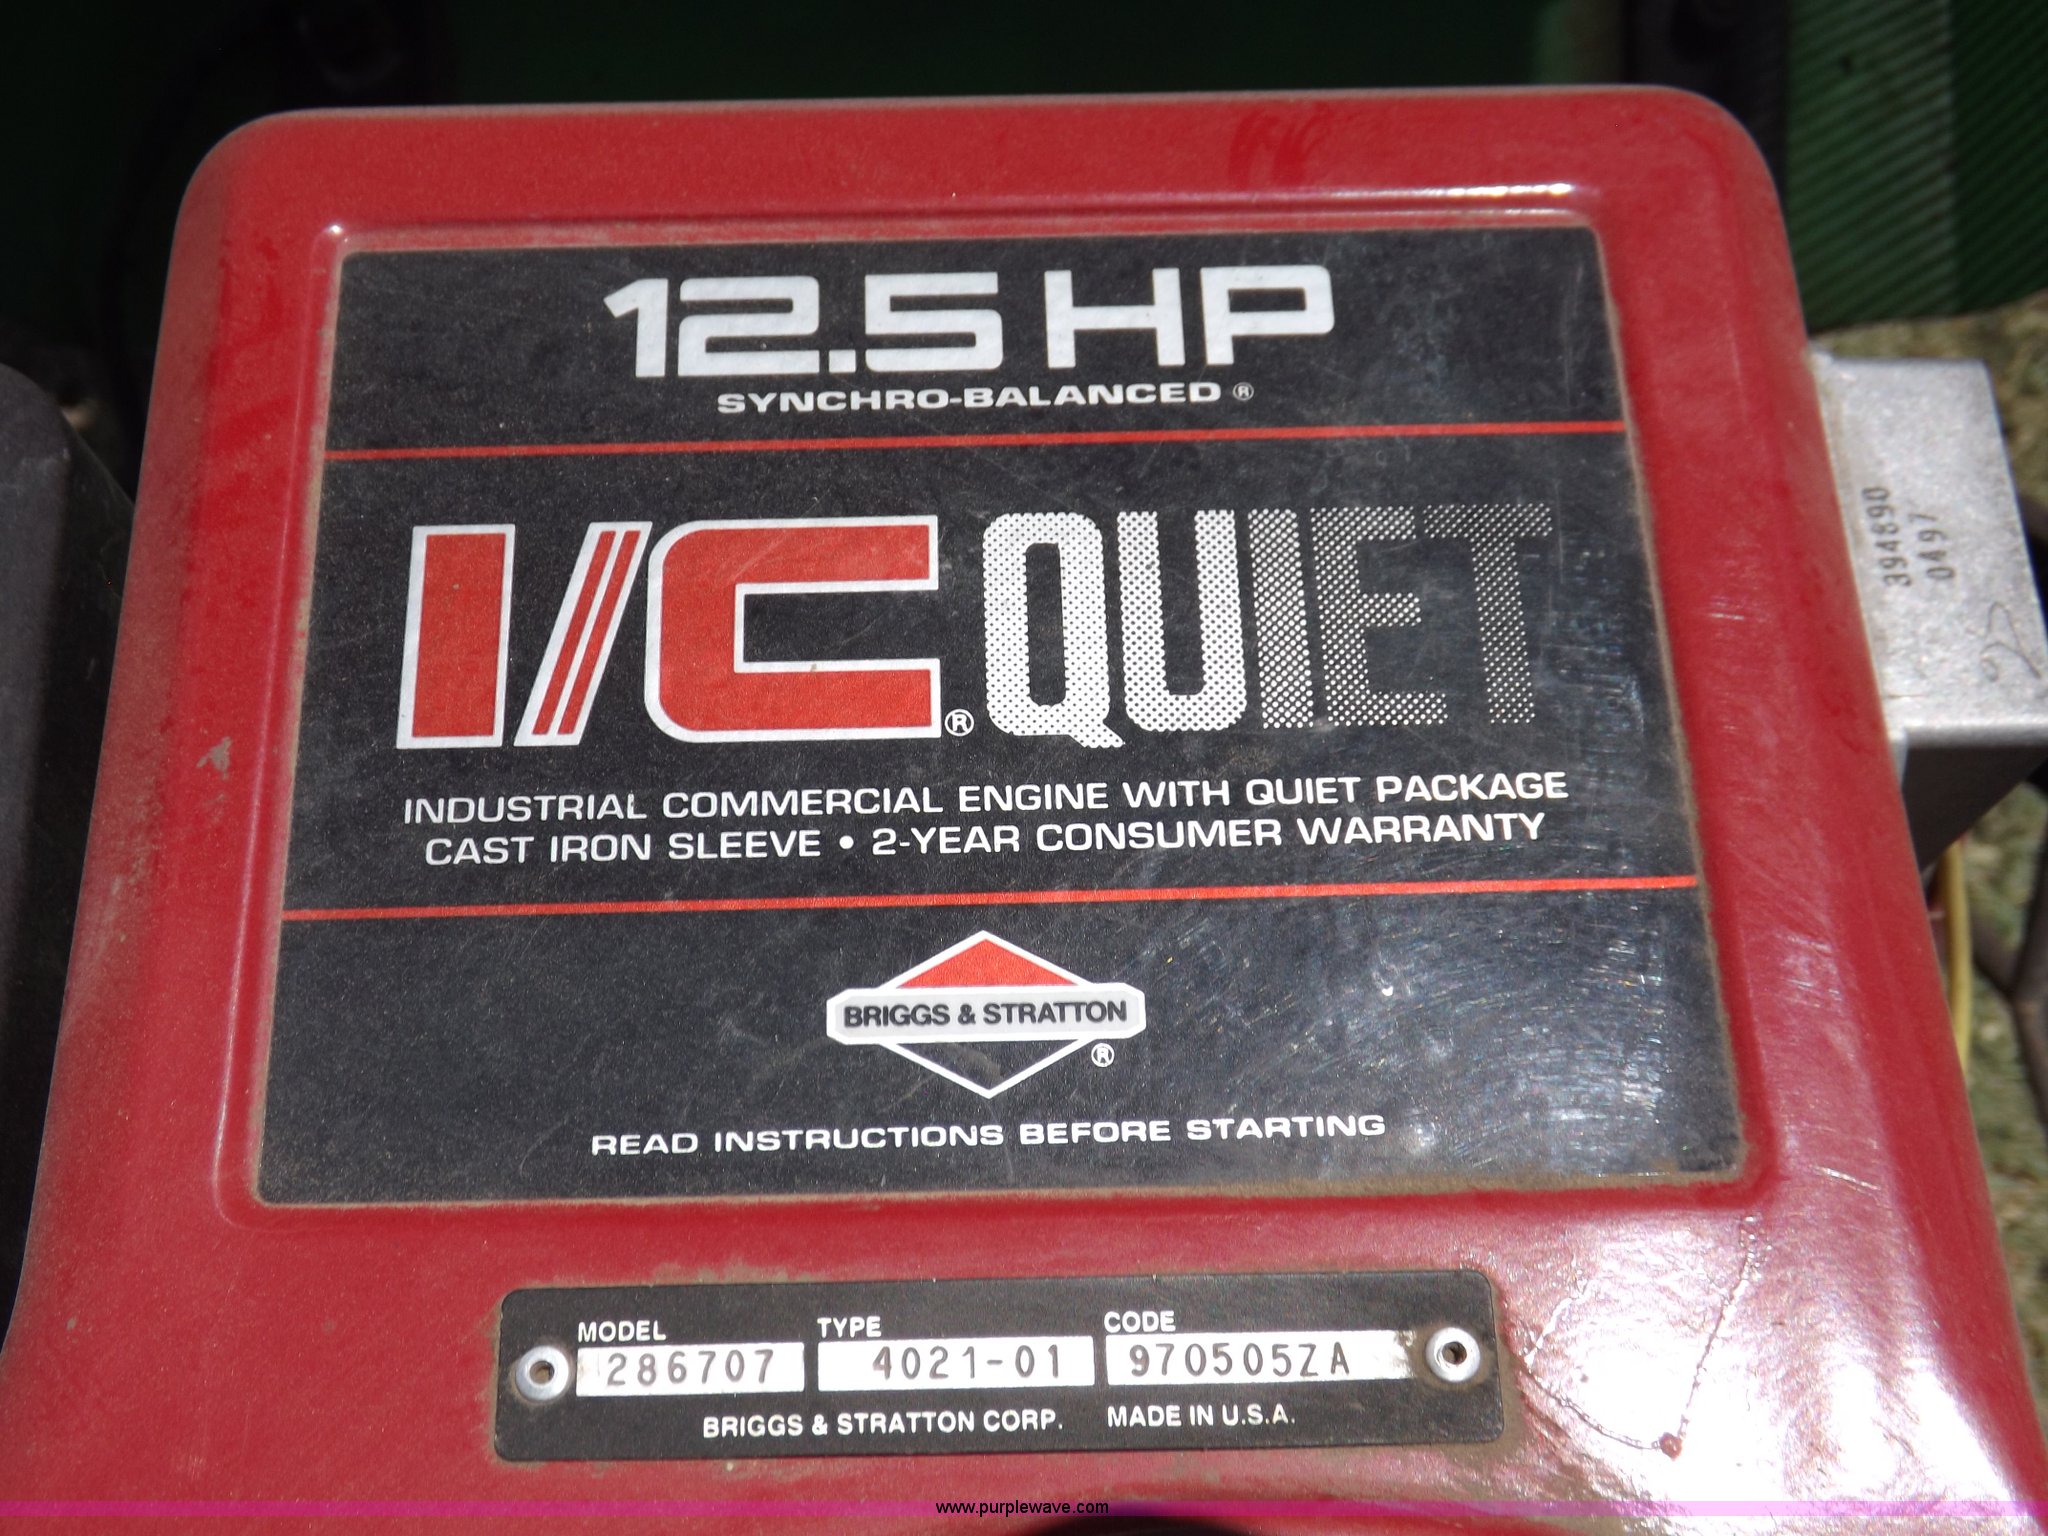 12.5 HP
SYNCHRO-BALANCED ®
I/C® QUIET
INDUSTRIAL COMMERCIAL ENGINE WITH QUIET PACKAGE
CAST IRON SLEEVE • 2-YEAR CONSUMER WARRANTY
BRIGGS & STRATTON
®
READ INSTRUCTIONS BEFORE STARTING
394890
0497
MODEL TYPE CODE
286707 4021-01 970505ZA
BRIGGS & STRATTON CORP. MADE IN U.S.A.
www.purplewave.com